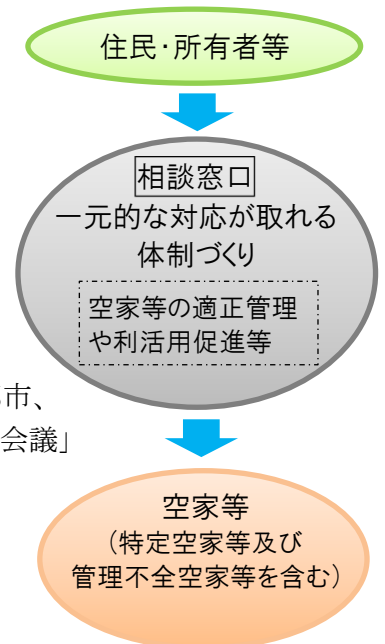 住民・所有者等
相談窓口
一元的な対応が取れる
体制づくり
空家等の適正管理
や利活用促進等
市、
会議」
空家等
（特定空家等及び
管理不全空家等を含む）